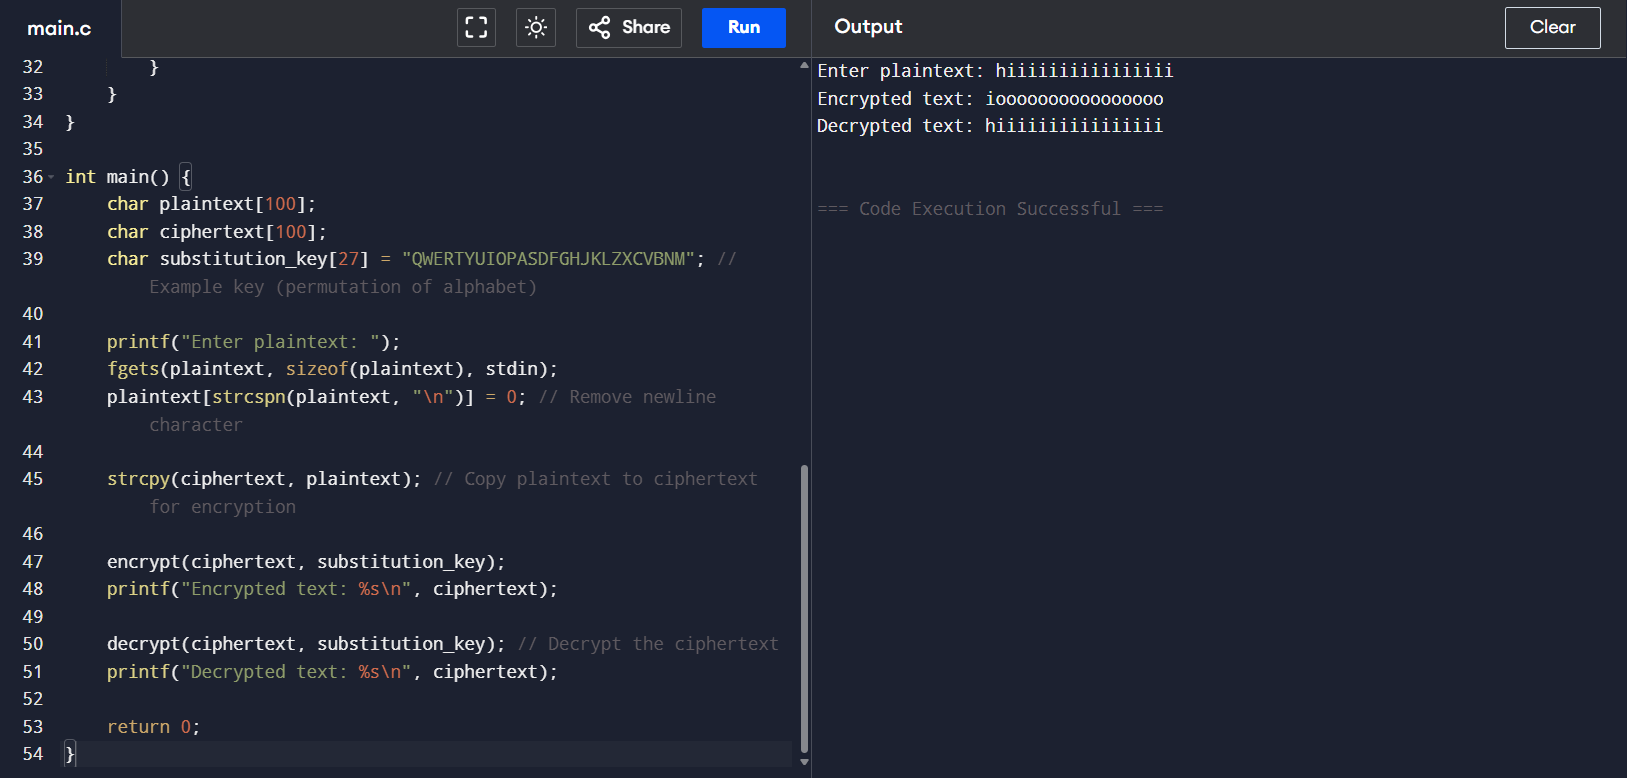 main.c
Share
Run
Output
Clear
32 }
33 }
34 }
35
36 int main() {
37 char plaintext[100];
38 char ciphertext[100];
39 char substitution_key[27] = "QWERTYUIOPASDFGHJKLZXCVBNM"; //
Example key (permutation of alphabet)
40
41 printf("Enter plaintext: ");
42 fgets(plaintext, sizeof(plaintext), stdin);
43 plaintext[strcspn(plaintext, "\n")] = 0; // Remove newline
character
44
45 strcpy(ciphertext, plaintext); // Copy plaintext to ciphertext
for encryption
46
47 encrypt(ciphertext, substitution_key);
48 printf("Encrypted text: %s\n", ciphertext);
49
50 decrypt(ciphertext, substitution_key); // Decrypt the ciphertext
51 printf("Decrypted text: %s\n", ciphertext);
52
53 return 0;
54 }
Enter plaintext: hiiiiiiiiiiiiiiii
Encrypted text: ioooooooooooooooo
Decrypted text: hiiiiiiiiiiiiiiii
=== Code Execution Successful ===